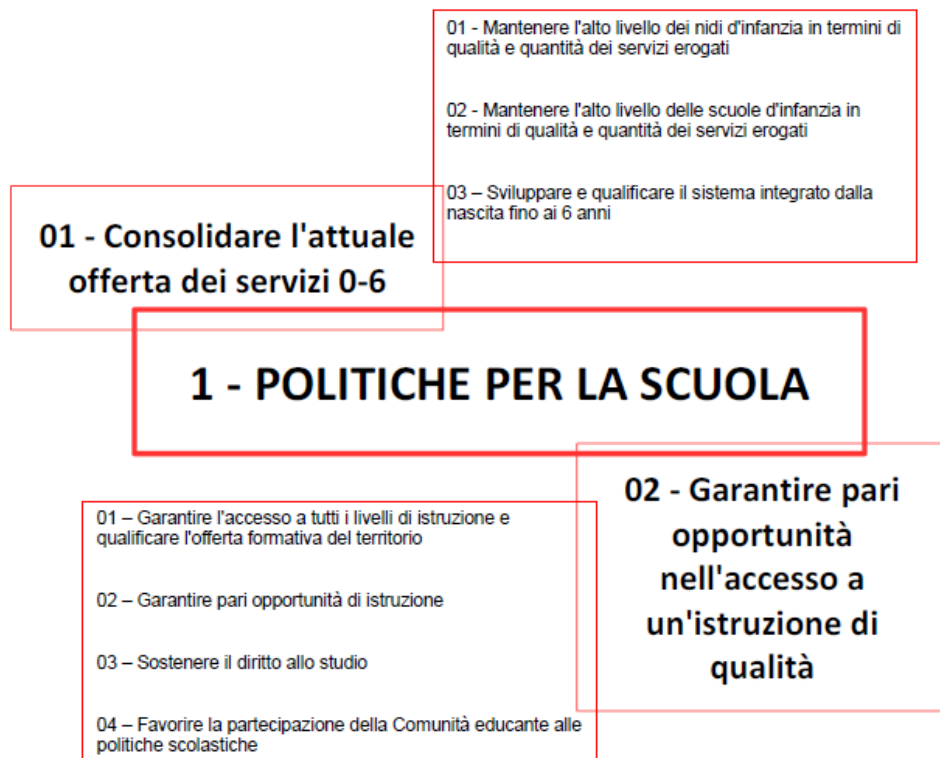 01 - Mantenere l'alto livello dei nidi d'infanzia in termini di
qualità e quantità dei servizi erogati
02 - Mantenere l'alto livello delle scuole d'infanzia in
termini di qualità e quantità dei servizi erogati
03 – Sviluppare e qualificare il sistema integrato dalla
nascita fino ai 6 anni
01 - Consolidare l'attuale
offerta dei servizi 0-6
1 - POLITICHE PER LA SCUOLA
02 - Garantire pari
opportunità
nell'accesso a
un'istruzione di
qualità
01 – Garantire l'accesso a tutti i livelli di istruzione e
qualificare l'offerta formativa del territorio
02 – Garantire pari opportunità di istruzione
03 – Sostenere il diritto allo studio
04 – Favorire la partecipazione della Comunità educante alle
politiche scolastiche